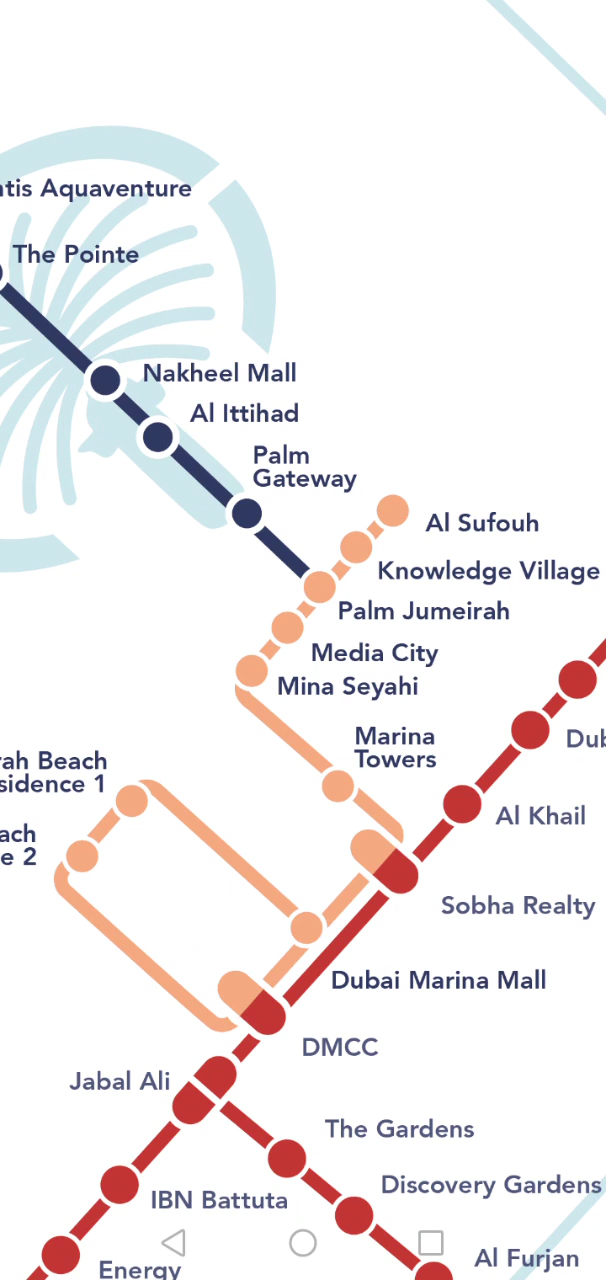 ntis Aquaventure
The Pointe
Nakheel Mall
Al Ittihad
Palm
Gateway
Al Sufouh
Knowledge Village
Palm Jumeirah
Media City
Mina Seyahi
Marina
Towers
rah Beach
sidence 1
Dub
ach
e 2
Al Khail
Sobha Realty
Dubai Marina Mall
DMCC
Jabal Ali
The Gardens
Discovery Gardens
IBN Battuta
Al Furjan
Energy